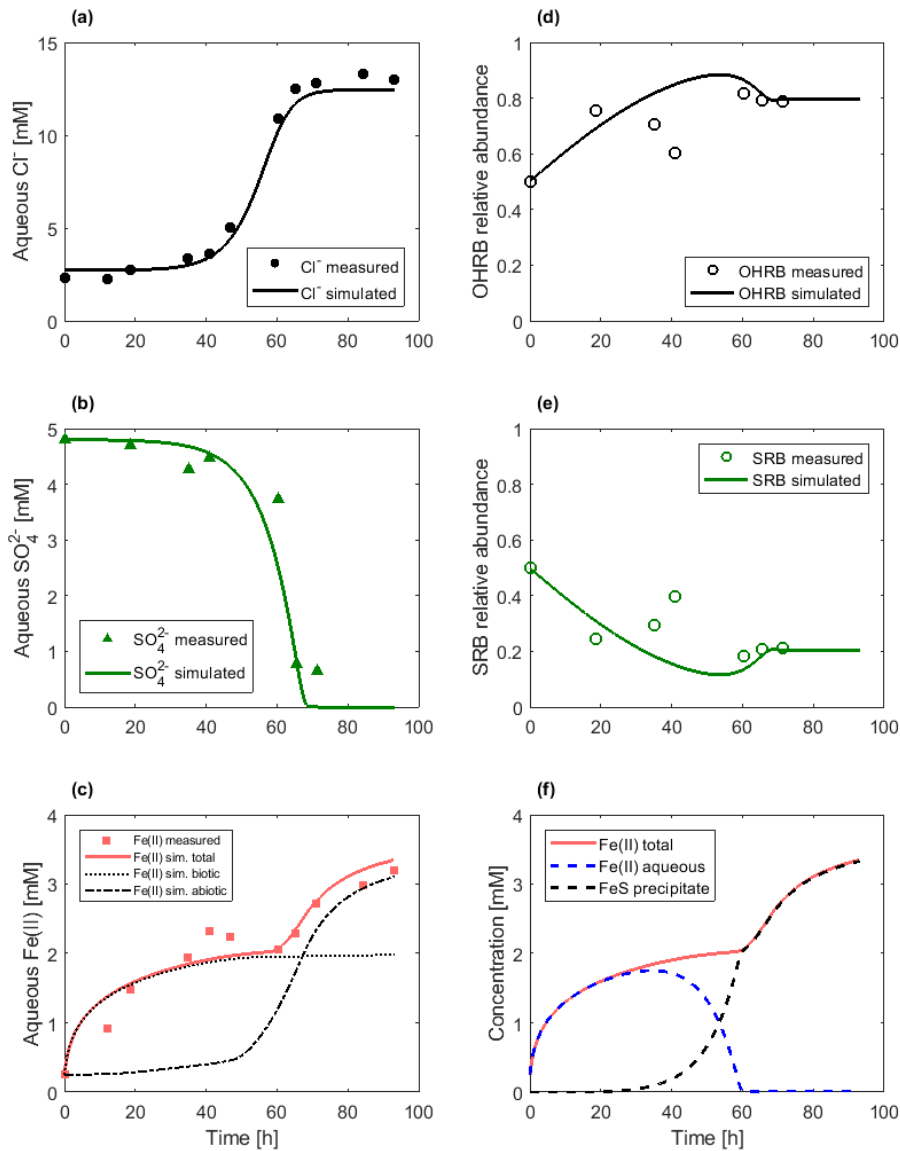 (a)
15
10
5
0
0 20 40 60 80 100
Aqueous Cl⁻ [mM]
Cl⁻ measured
Cl⁻ simulated
(d)
1
0.8
0.6
0.4
0.2
0
0 20 40 60 80 100
OHRB relative abundance
OHRB measured
OHRB simulated
(b)
5
4
3
2
1
0
0 20 40 60 80 100
Aqueous SO₄²⁻ [mM]
SO₄²⁻ measured
SO₄²⁻ simulated
(e)
1
0.8
0.6
0.4
0.2
0
0 20 40 60 80 100
SRB relative abundance
SRB measured
SRB simulated
(c)
4
3
2
1
0
0 20 40 60 80 100
Aqueous Fe(II) [mM]
Time [h]
Fe(II) measured
Fe(II) sim. total
Fe(II) sim. biotic
Fe(II) sim. abiotic
(f)
4
3
2
1
0
0 20 40 60 80 100
Concentration [mM]
Time [h]
Fe(II) total
Fe(II) aqueous
FeS precipitate